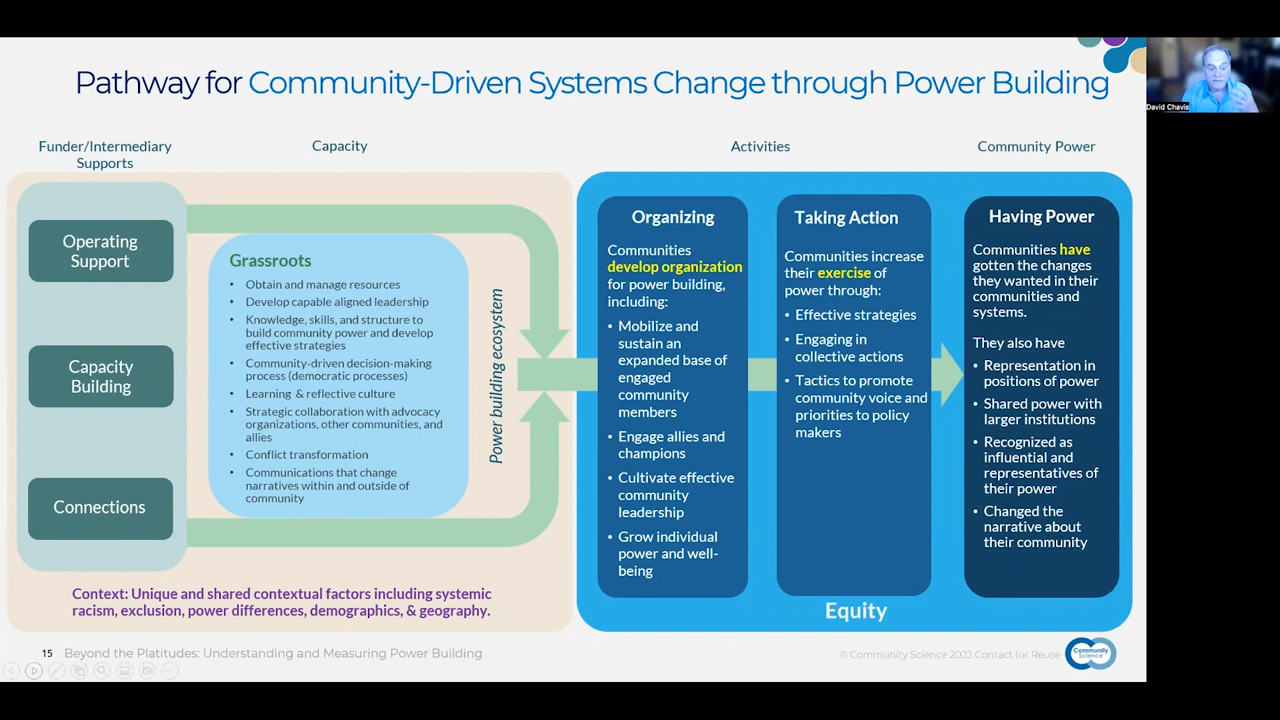 Pathway for Community-Driven Systems Change through Power Building
David Chavis
Funder/Intermediary
Supports
Capacity
Activities
Community Power
Operating
Support
Capacity
Building
Connections
Grassroots
• Obtain and manage resources
• Develop capable aligned leadership
• Knowledge, skills, and structure to
build community power and develop
effective strategies
• Community-driven decision-making
process (democratic processes)
• Learning & reflective culture
• Strategic collaboration with advocacy
organizations, other communities, and
allies
• Conflict transformation
• Communications that change
narratives within and outside of
community
Power building ecosystem
Context: Unique and shared contextual factors including systemic
racism, exclusion, power differences, demographics, & geography.
Organizing
Communities
develop organization
for power building,
including:
• Mobilize and
sustain an
expanded base of
engaged
community
members
• Engage allies and
champions
• Cultivate effective
community
leadership
• Grow individual
power and well-
being
Taking Action
Communities increase
their exercise of
power through:
• Effective strategies
• Engaging in
collective actions
• Tactics to promote
community voice and
priorities to policy
makers
Having Power
Communities have
gotten the changes
they wanted in their
communities and
systems.
They also have
• Representation in
positions of power
• Shared power with
larger institutions
• Recognized as
influential and
representatives of
their power
• Changed the
narrative about
their community
Equity
15 Beyond the Platitudes: Understanding and Measuring Power Building
© Community Science 2022 Contact for Reuse
Community
Science